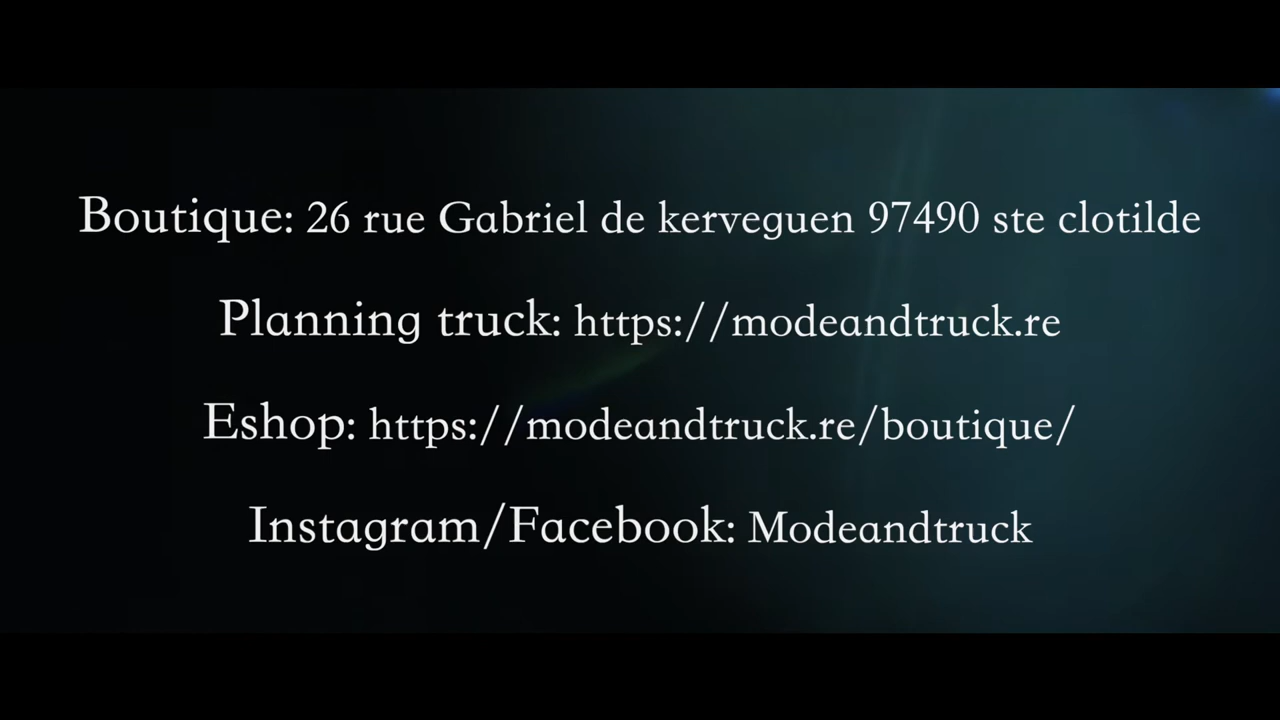 Boutique: 26 rue Gabriel de kerveguen 97490 ste clotilde
Planning truck: https://modeandtruck.re
Eshop: https://modeandtruck.re/boutique/
Instagram/Facebook: Modeandtruck